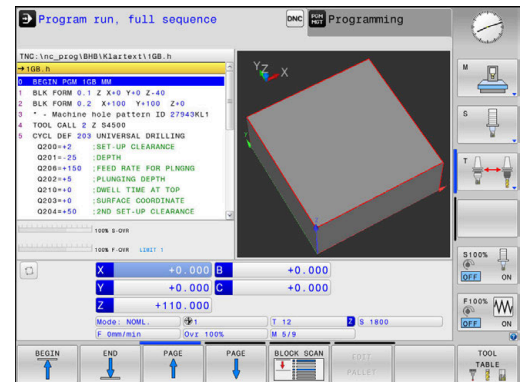 Program run, full sequence
DNC
PGM MGT
Programming
TNC:\nc_prog\BHB\Klartext\1GB.h
→1GB.h
0 BEGIN PGM 1GB MM
1 BLK FORM 0.1 Z X+0 Y+0 Z-40
2 BLK FORM 0.2 X+100 Y+100 Z+0
3 * - Machine hole pattern ID 27943KL1
4 TOOL CALL 2 Z S4500
5 CYCL DEF 203 UNIVERSAL DRILLING
Q200=+2 ;SET-UP CLEARANCE
Q201=-25 ;DEPTH
Q206=+150 ;FEED RATE FOR PLNGNG
Q202=+5 ;PLUNGING DEPTH
Q210=+0 ;DWELL TIME AT TOP
Q203=+0 ;SURFACE COORDINATE
Q204=+50 ;2ND SET-UP CLEARANCE
100% S-OVR
100% F-OVR LIMIT 1
Y Z X
M
S
T
S100%
OFF ON
F100%
OFF ON
X +0.000 B +0.000
Y +0.000 C +0.000
Z +110.000
Mode: NOML. 1 T 12 Z S 1800
F 0mm/min Ovr 100% M 5/9
BEGIN
END
PAGE
PAGE
BLOCK SCAN
EDIT PALLET
TOOL TABLE